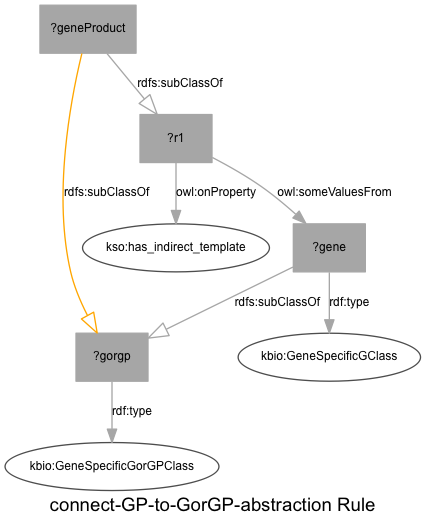 ?geneProduct
rdfs:subClassOf
?r1
rdfs:subClassOf
owl:onProperty
owl:someValuesFrom
kso:has_indirect_template
?gene
rdfs:subClassOf
rdf:type
?gorgp
kbio:GeneSpecificGClass
rdf:type
kbio:GeneSpecificGorGPClass
connect-GP-to-GorGP-abstraction Rule